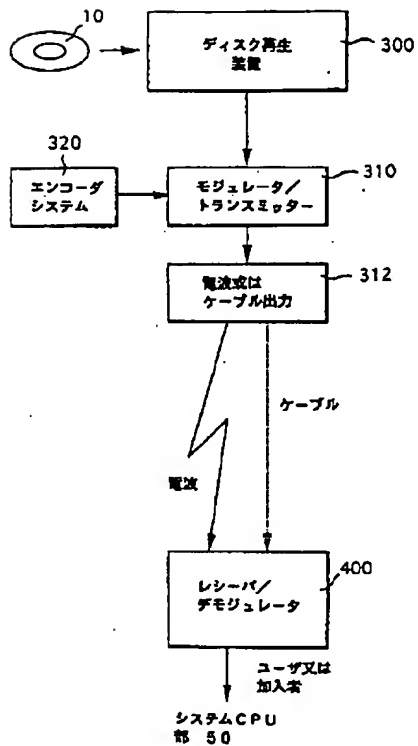 10
ディスク再生
装置
300
320
エンコーダ
システム
モジュレータ/
トランスミッター
310
電波或は
ケーブル出力
312
ケーブル
電波
レシーバ/
デモジュレータ
400
ユーザ又は
加入者
システムCPU
部 50